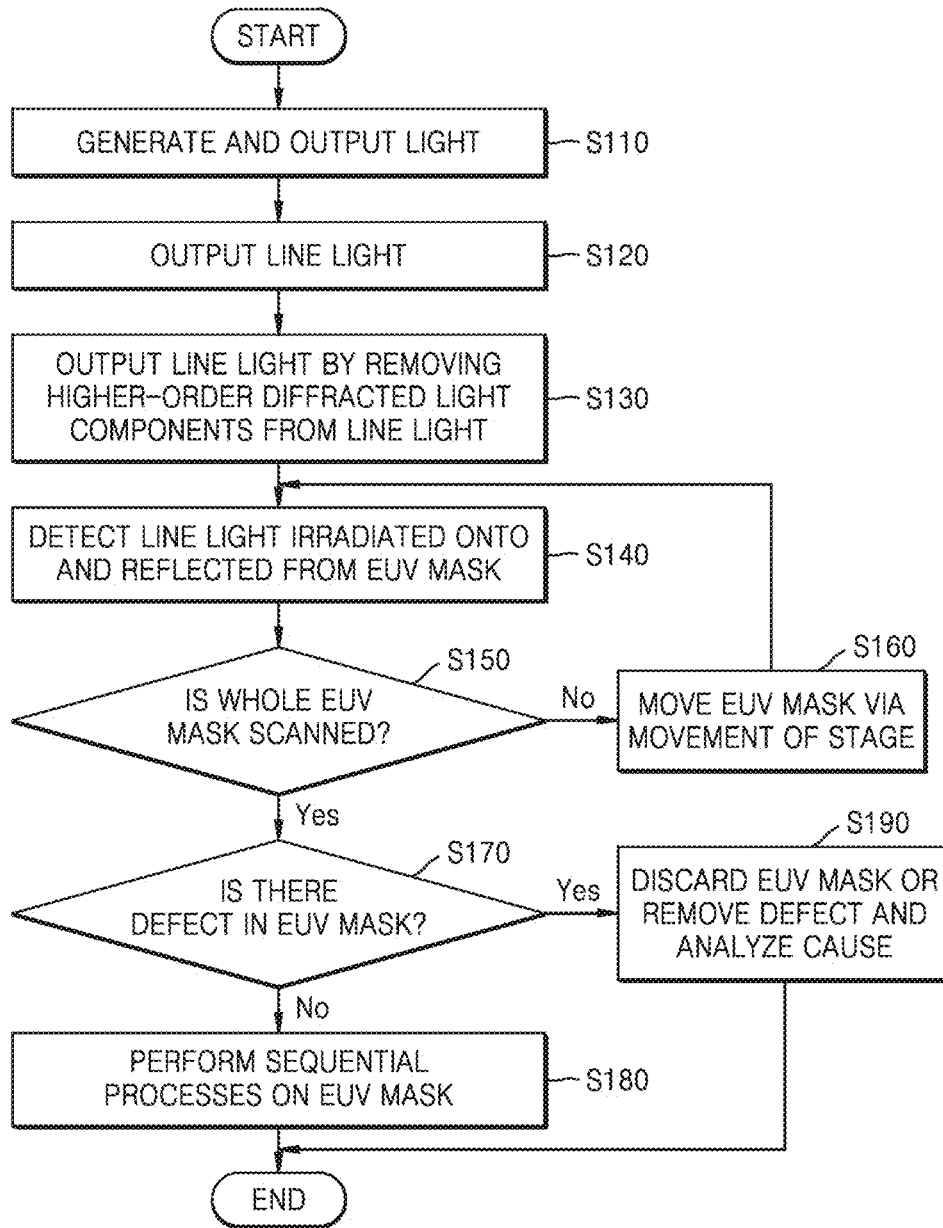 START
GENERATE AND OUTPUT LIGHT
S110
OUTPUT LINE LIGHT
S120
OUTPUT LINE LIGHT BY REMOVING
HIGHER-ORDER DIFFRACTED LIGHT
COMPONENTS FROM LINE LIGHT
S130
DETECT LINE LIGHT IRRADIATED ONTO
AND REFLECTED FROM EUV MASK
S140
S150
IS WHOLE EUV
MASK SCANNED?
No
S160
MOVE EUV MASK VIA
MOVEMENT OF STAGE
Yes
S170
IS THERE
DEFECT IN EUV MASK?
Yes
S190
DISCARD EUV MASK OR
REMOVE DEFECT AND
ANALYZE CAUSE
No
PERFORM SEQUENTIAL
PROCESSES ON EUV MASK
S180
END